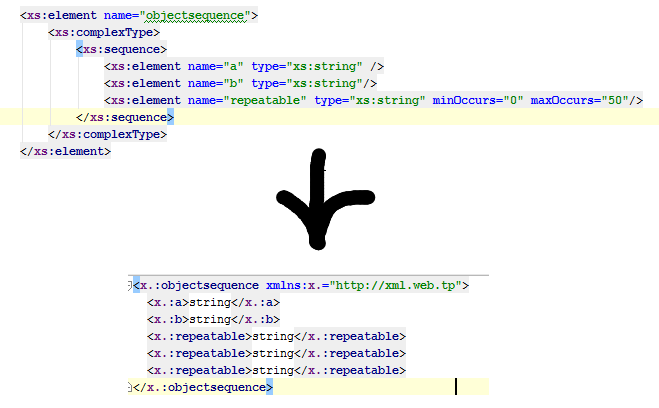 <xs:element name="objectsequence">
<xs:complexType>
<xs:sequence>
<xs:element name="a" type="xs:string" />
<xs:element name="b" type="xs:string"/>
<xs:element name="repeatable" type="xs:string" minOccurs="0" maxOccurs="50"/>
</xs:sequence>
</xs:complexType>
</xs:element>
<x.:objectsequence xmlns:x.="http://xml.web.tp">
<x.:a>string</x.:a>
<x.:b>string</x.:b>
<x.:repeatable>string</x.:repeatable>
<x.:repeatable>string</x.:repeatable>
<x.:repeatable>string</x.:repeatable>
</x.:objectsequence>